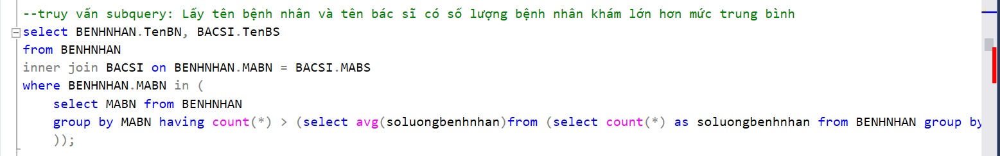 --truy vấn subquery: Lấy tên bệnh nhân và tên bác sĩ có số lượng bệnh nhân khám lớn hơn mức trung bình
select BENHNHAN.TenBN, BACSI.TenBS
from BENHNHAN
inner join BACSI on BENHNHAN.MABN = BACSI.MABS
where BENHNHAN.MABN in (
    select MABN from BENHNHAN
    group by MABN having count(*) > (select avg(soluongbenhnhan)from (select count(*) as soluongbenhnhan from BENHNHAN group by
    ));